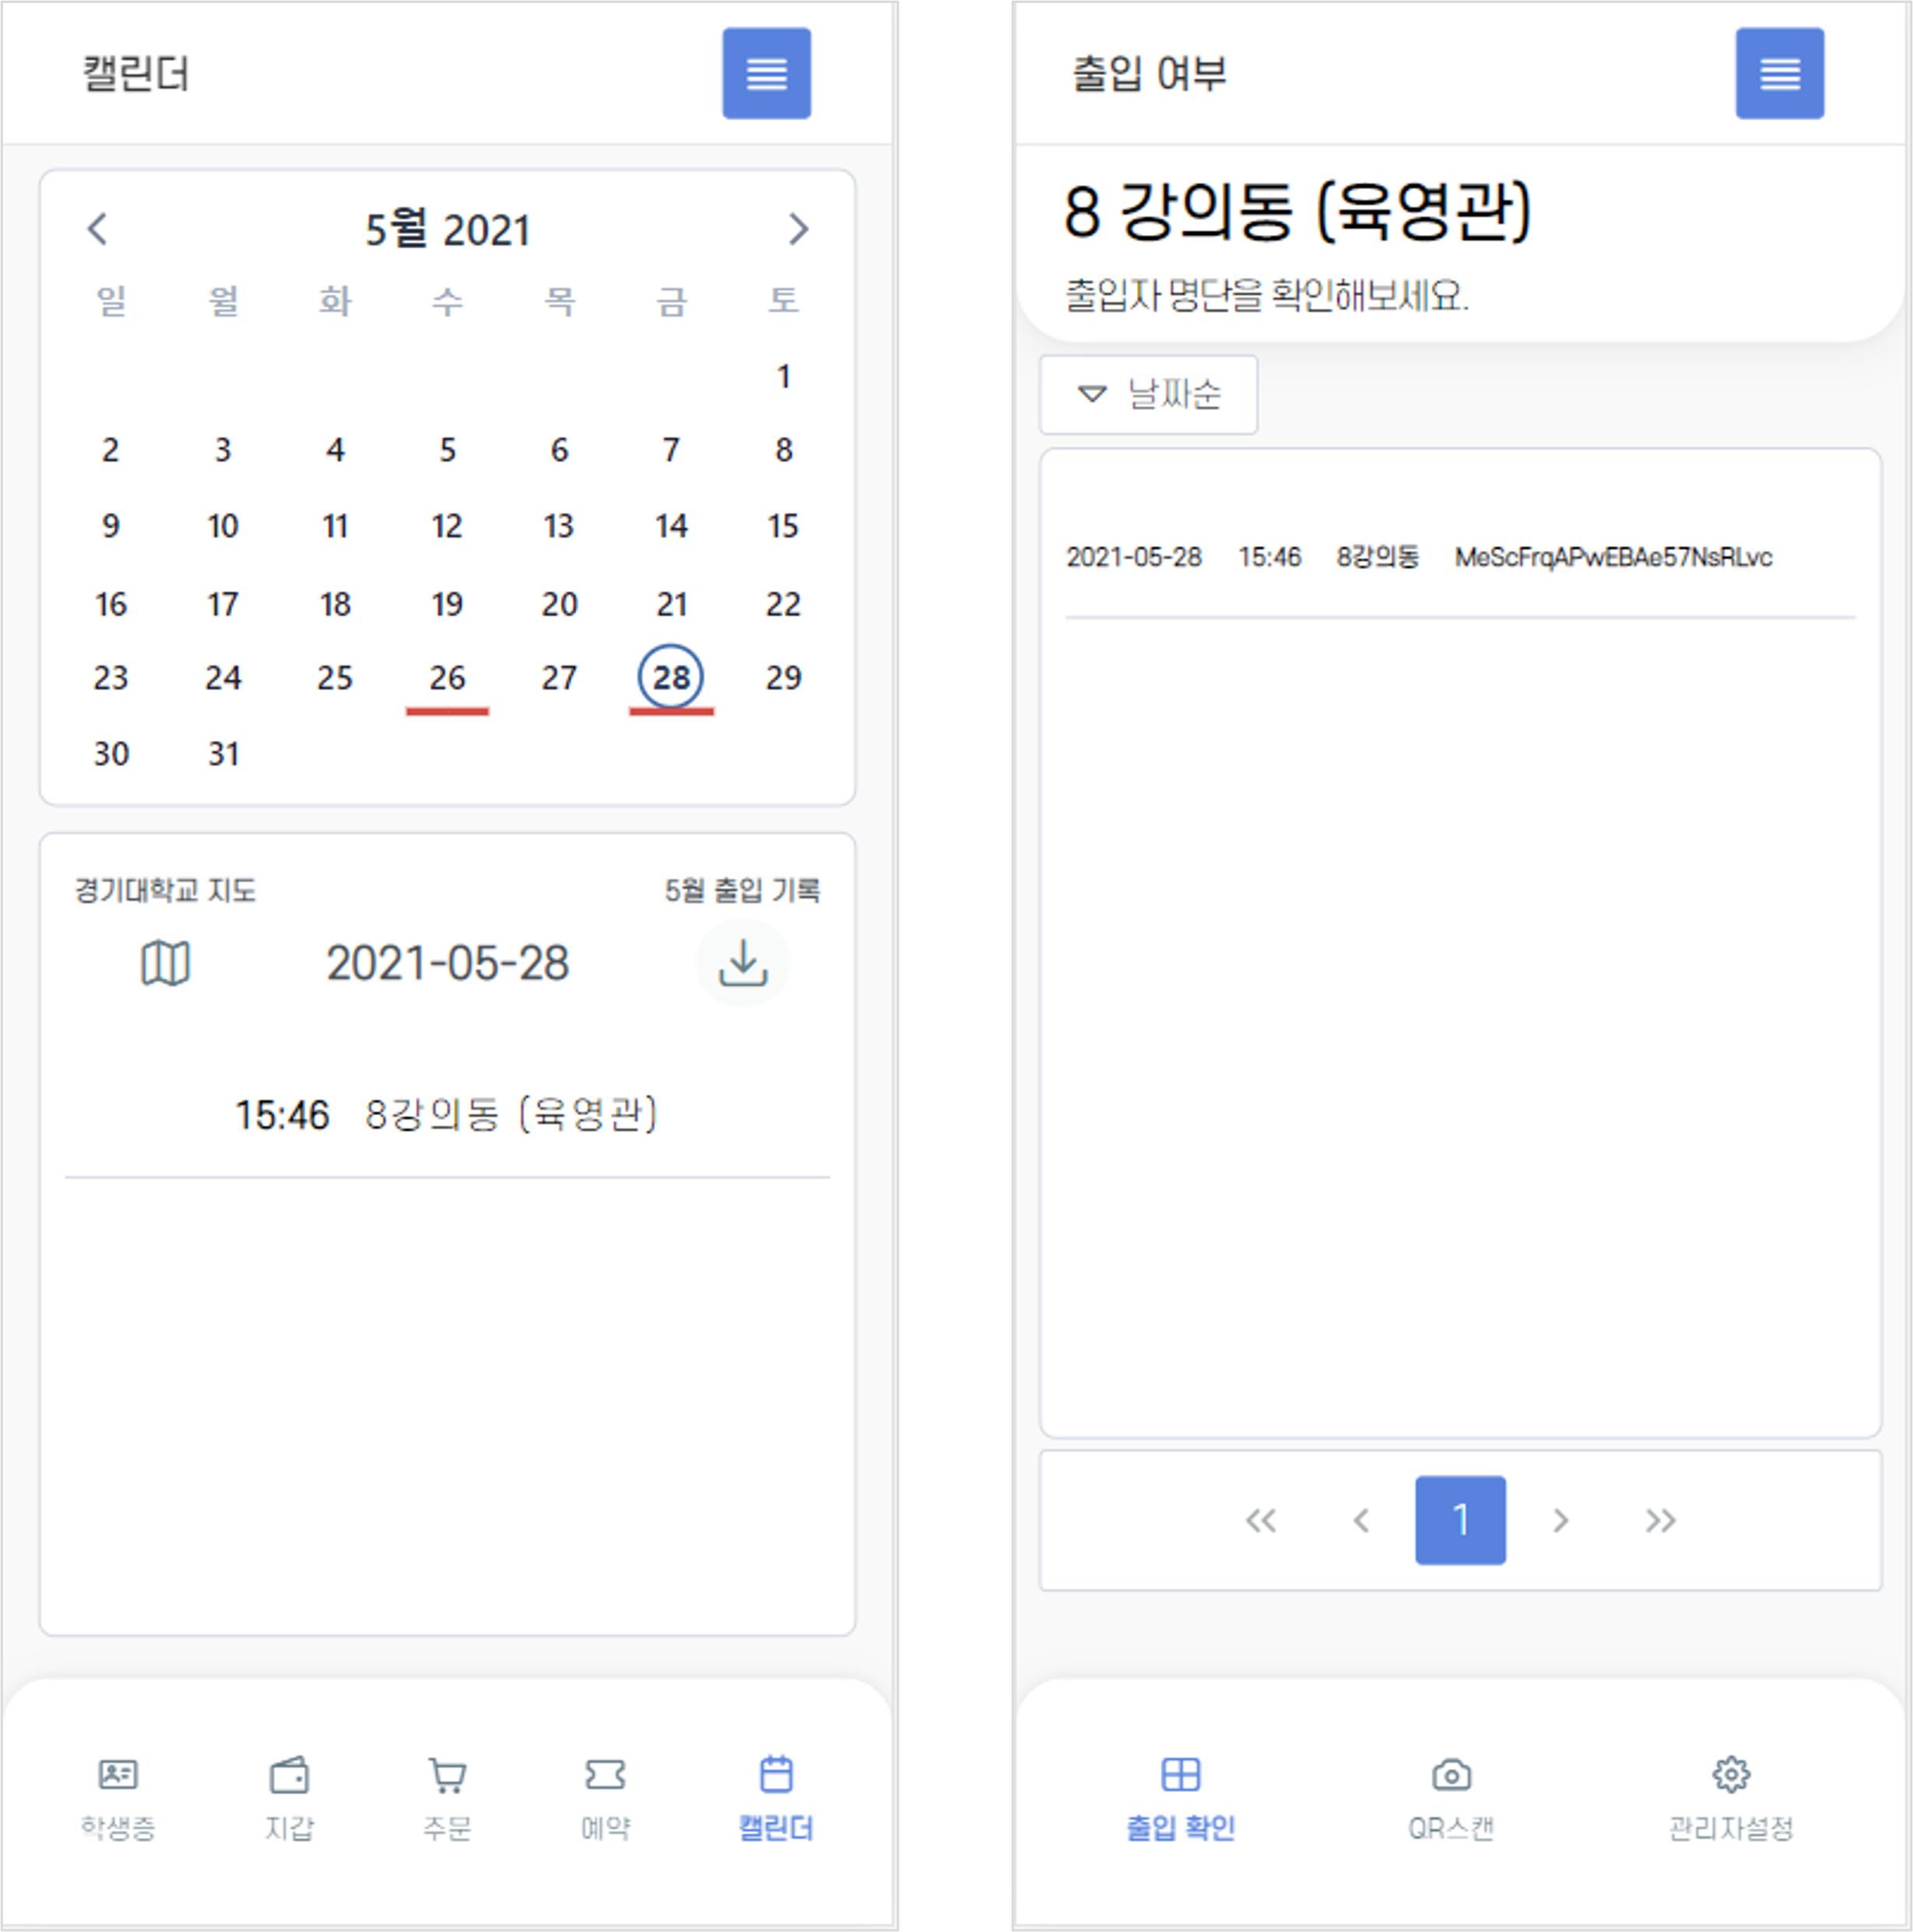 캘린더
5월 2021
일 월 화 수 목 금 토
1
2 3 4 5 6 7 8
9 10 11 12 13 14 15
16 17 18 19 20 21 22
23 24 25 26 27 28 29
30 31
경기대학교 지도 5월 출입 기록
2021-05-28
15:46 8강의동 (육영관)
학생증 지갑 주문 예약 캘린더
출입 여부
8 강의동 (육영관)
출입자 명단을 확인해보세요.
날짜순
2021-05-28 15:46 8강의동 MeScFrqAPwEBAe57NsRLvc
1
출입 확인 QR스캔 관리자설정